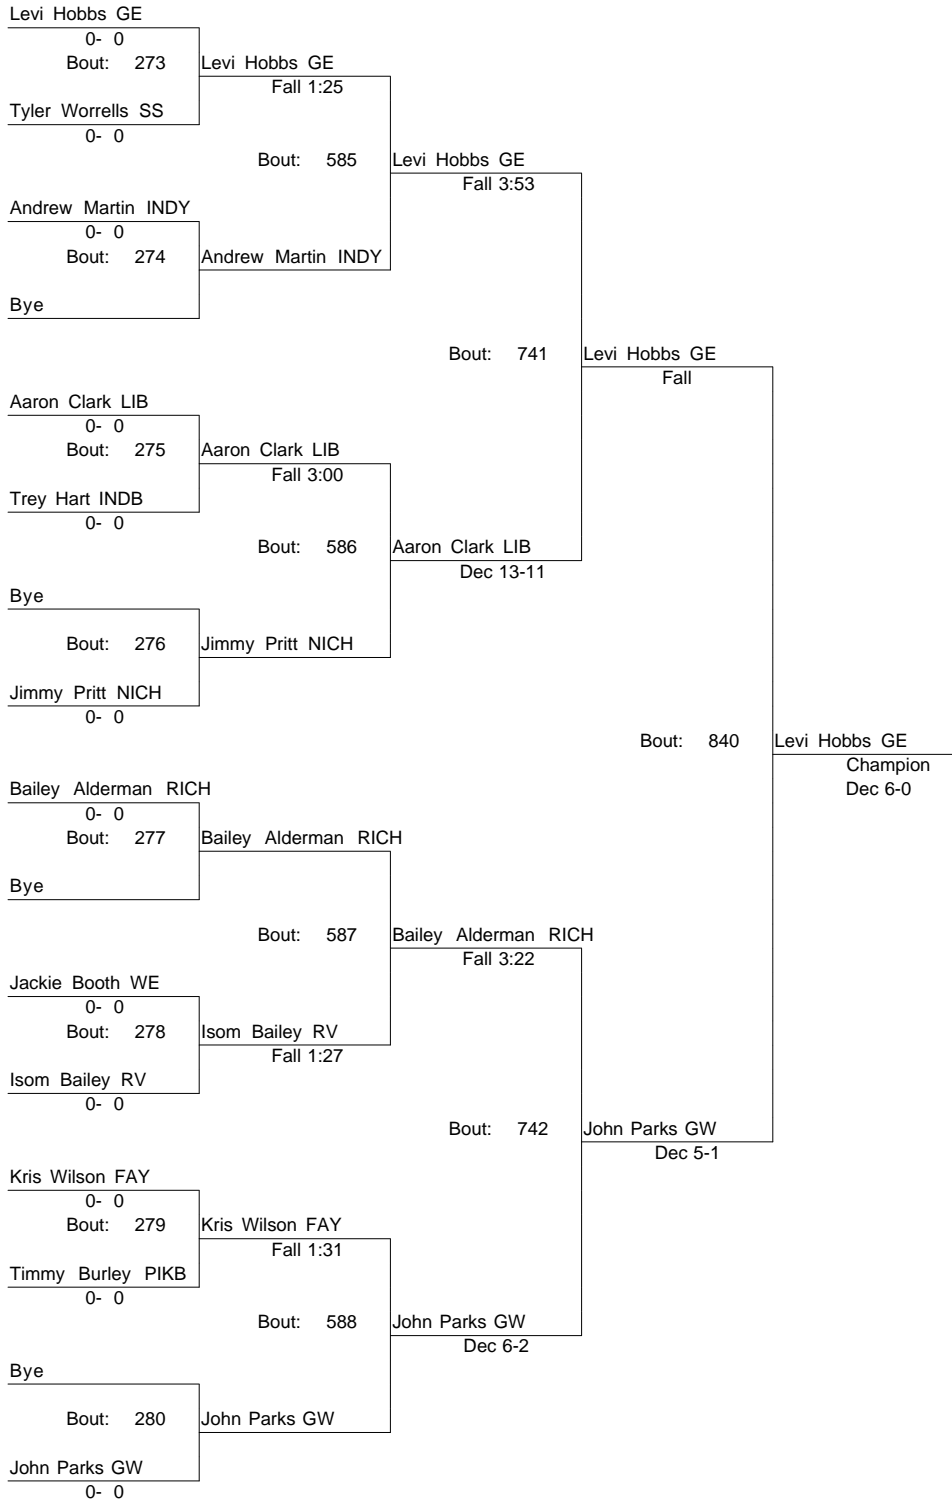 Levi Hobbs GE
0- 0
Bout: 273
Levi Hobbs GE
Fall 1:25
Tyler Worrells SS
0- 0
Bout: 585
Levi Hobbs GE
Fall 3:53
Andrew Martin INDY
0- 0
Bout: 274
Andrew Martin INDY
Bye
Bout: 741
Levi Hobbs GE
Fall
Aaron Clark LIB
0- 0
Bout: 275
Aaron Clark LIB
Fall 3:00
Trey Hart INDB
0- 0
Bout: 586
Aaron Clark LIB
Dec 13-11
Bye
Bout: 276
Jimmy Pritt NICH
Jimmy Pritt NICH
0- 0
Bout: 840
Levi Hobbs GE
Champion
Dec 6-0
Bailey Alderman RICH
0- 0
Bout: 277
Bailey Alderman RICH
Bye
Bout: 587
Bailey Alderman RICH
Fall 3:22
Jackie Booth WE
0- 0
Bout: 278
Isom Bailey RV
Fall 1:27
Isom Bailey RV
0- 0
Bout: 742
John Parks GW
Dec 5-1
Kris Wilson FAY
0- 0
Bout: 279
Kris Wilson FAY
Fall 1:31
Timmy Burley PIKB
0- 0
Bout: 588
John Parks GW
Dec 6-2
Bye
Bout: 280
John Parks GW
John Parks GW
0- 0